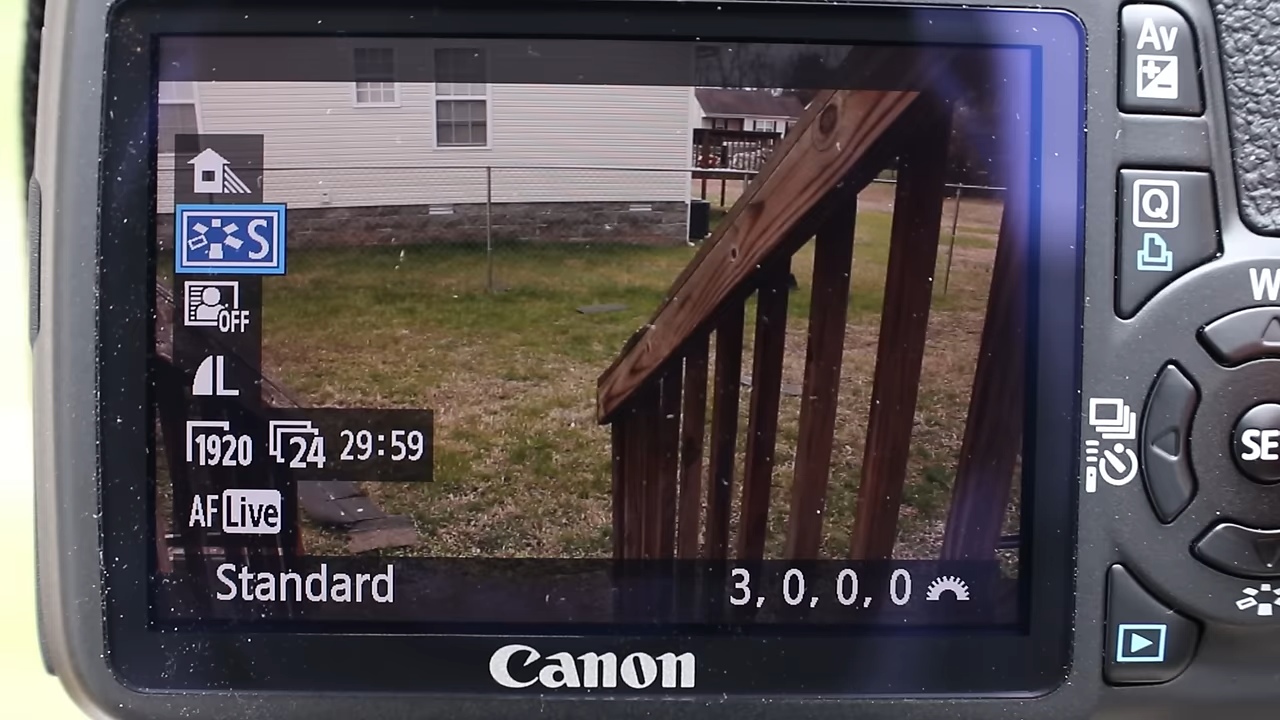 Av
Q
W
S
OFF
L
1920 24 29:59
AF Live
SE
Standard 3, 0, 0, 0
Canon